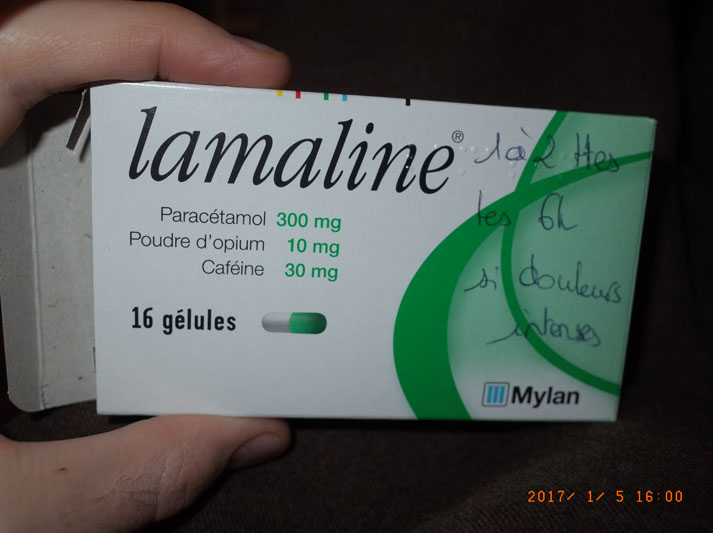 lamaline®
Paracétamol 300 mg
Poudre d'opium 10 mg
Caféine 30 mg
16 gélules
Mylan
1 à 2
les 6h
si douleurs
intenses
2017/ 1/ 5 16:00